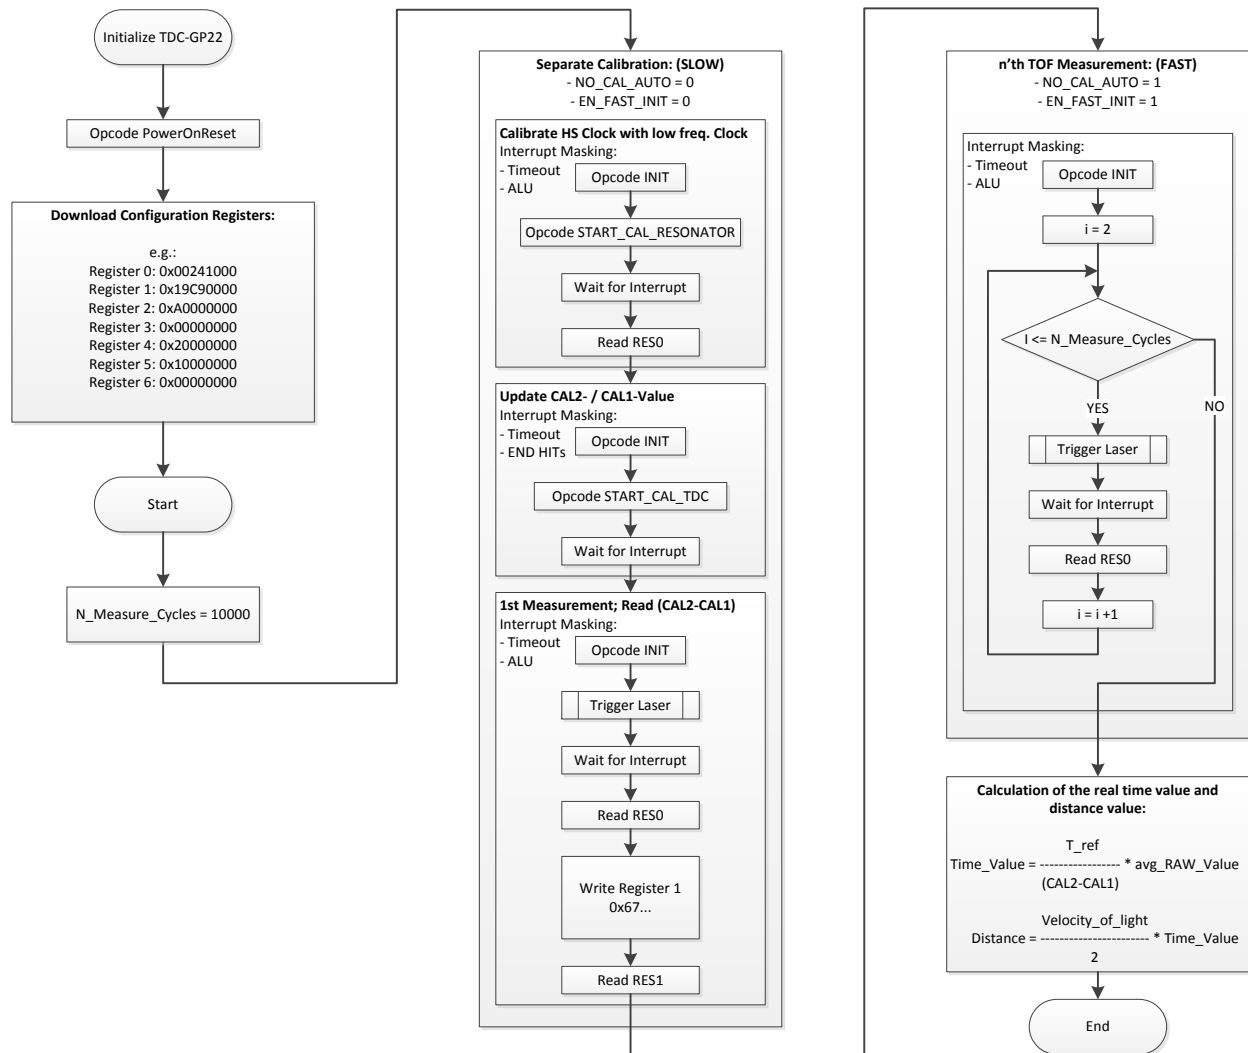 Initialize TDC-GP22
Opcode PowerOnReset
Download Configuration Registers:
e.g.:
Register 0: 0x00241000
Register 1: 0x19C90000
Register 2: 0xA0000000
Register 3: 0x00000000
Register 4: 0x20000000
Register 5: 0x10000000
Register 6: 0x00000000
Start
N_Measure_Cycles = 10000
Separate Calibration: (SLOW)
- NO_CAL_AUTO = 0
- EN_FAST_INIT = 0
Calibrate HS Clock with low freq. Clock
Interrupt Masking:
- Timeout
- ALU
Opcode INIT
Opcode START_CAL_RESONATOR
Wait for Interrupt
Read RES0
Update CAL2- / CAL1-Value
Interrupt Masking:
- Timeout
- END HITs
Opcode INIT
Opcode START_CAL_TDC
Wait for Interrupt
1st Measurement; Read (CAL2-CAL1)
Interrupt Masking:
- Timeout
- ALU
Opcode INIT
Trigger Laser
Wait for Interrupt
Read RES0
Write Register 1
0x67...
Read RES1
n'th TOF Measurement: (FAST)
- NO_CAL_AUTO = 1
- EN_FAST_INIT = 1
Interrupt Masking:
- Timeout
- ALU
Opcode INIT
i = 2
I <= N_Measure_Cycles
YES
NO
Trigger Laser
Wait for Interrupt
Read RES0
i = i +1
Calculation of the real time value and
distance value:
T_ref
Time_Value = ----------------- * avg_RAW_Value
(CAL2-CAL1)
Velocity_of_light
Distance = ----------------------- * Time_Value
2
End